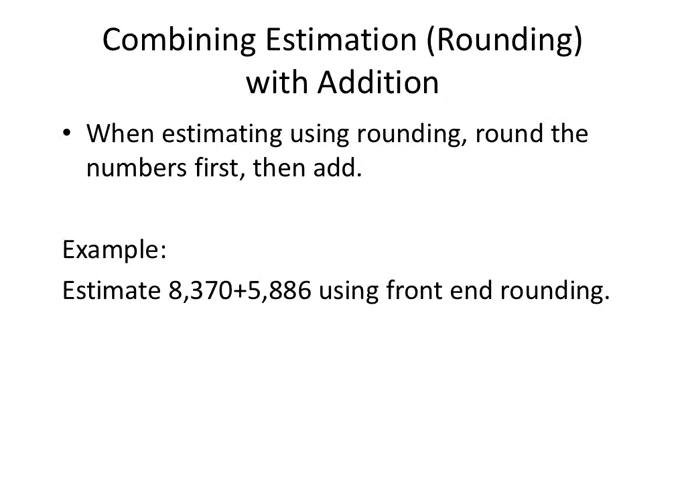 Combining Estimation (Rounding)
with Addition
• When estimating using rounding, round the
numbers first, then add.
Example:
Estimate 8,370+5,886 using front end rounding.